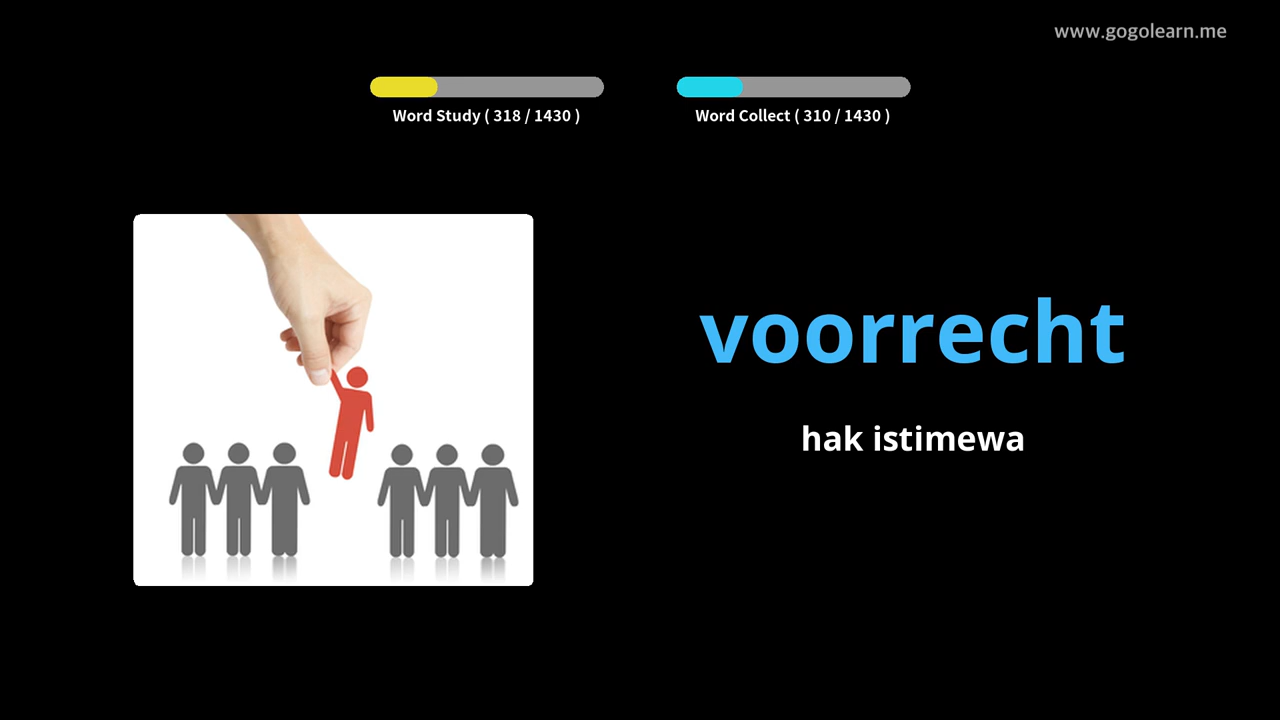 www.gogolearn.me
Word Study ( 318 / 1430 )
Word Collect ( 310 / 1430 )
voorrecht
hak istimewa